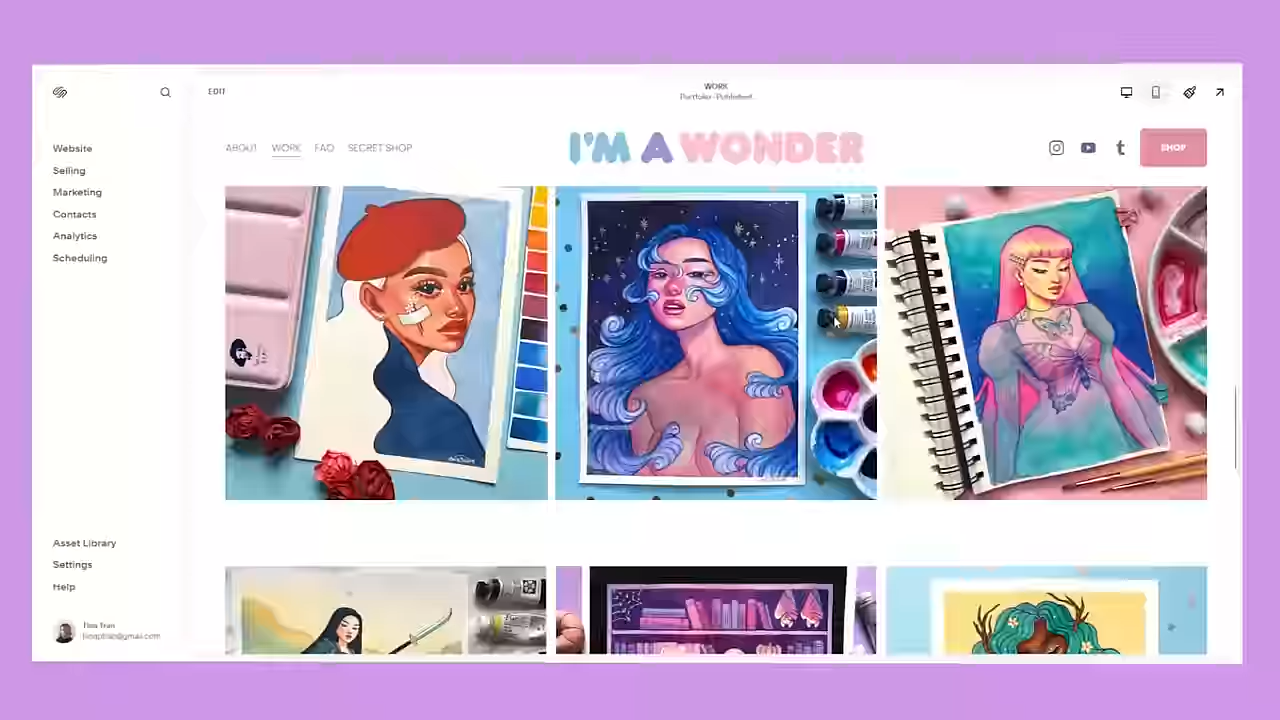 EDIT
WORK
Portfolio · Published
Website
Selling
Marketing
Contacts
Analytics
Scheduling
ABOUT WORK FAQ SECRET SHOP
I'M A WONDER
SHOP
Asset Library
Settings
Help
Tran